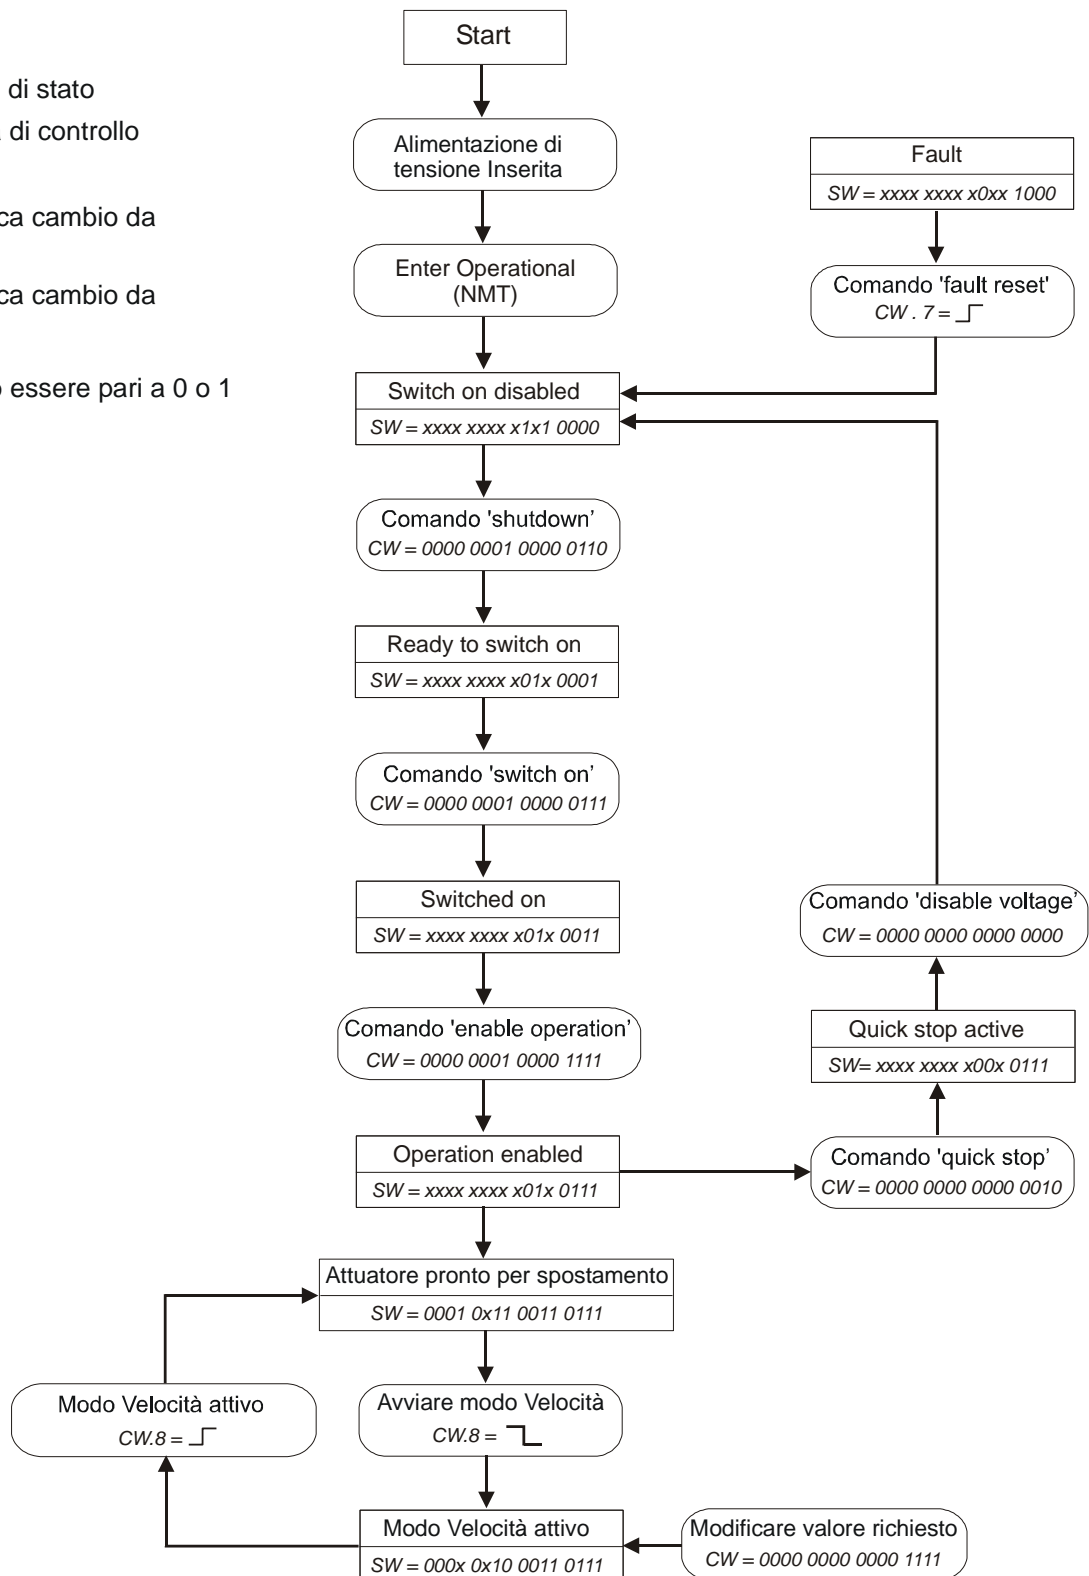 Start
di stato
di controllo
ca cambio da
ca cambio da
essere pari a 0 o 1
Alimentazione di
tensione Inserita
Enter Operational
(NMT)
Fault
SW = xxxx xxxx x0xx 1000
Comando 'fault reset'
CW . 7 =
Switch on disabled
SW = xxxx xxxx x1x1 0000
Comando 'shutdown’
CW = 0000 0001 0000 0110
Ready to switch on
SW = xxxx xxxx x01x 0001
Comando 'switch on’
CW = 0000 0001 0000 0111
Switched on
SW = xxxx xxxx x01x 0011
Comando 'enable operation’
CW = 0000 0001 0000 1111
Operation enabled
SW = xxxx xxxx x01x 0111
Comando 'disable voltage’
CW = 0000 0000 0000 0000
Quick stop active
SW= xxxx xxxx x00x 0111
Comando 'quick stop’
CW = 0000 0000 0000 0010
Attuatore pronto per spostamento
SW = 0001 0x11 0011 0111
Modo Velocità attivo
CW.8 =
Avviare modo Velocità
CW.8 =
Modo Velocità attivo
SW = 000x 0x10 0011 0111
Modificare valore richiesto
CW = 0000 0000 0000 1111